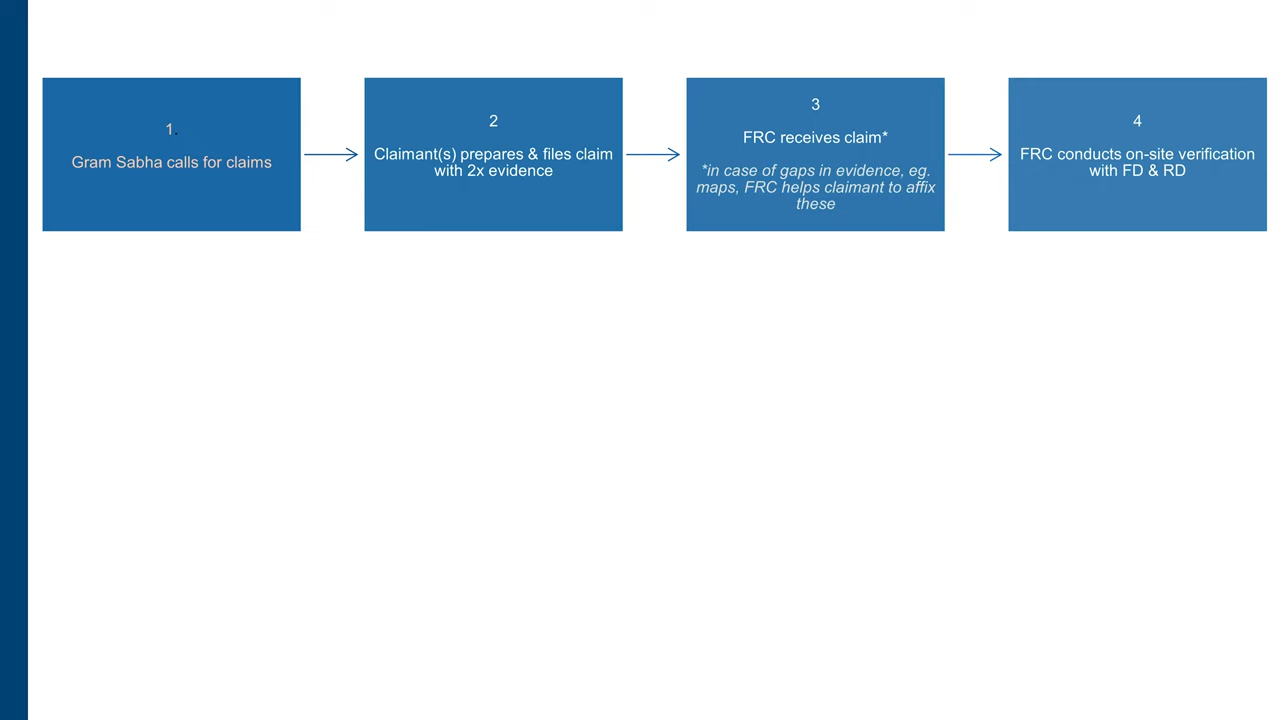 1.
Gram Sabha calls for claims
2
Claimant(s) prepares & files claim
with 2x evidence
3
FRC receives claim*
*in case of gaps in evidence, eg.
maps, FRC helps claimant to affix
these
4
FRC conducts on-site verification
with FD & RD